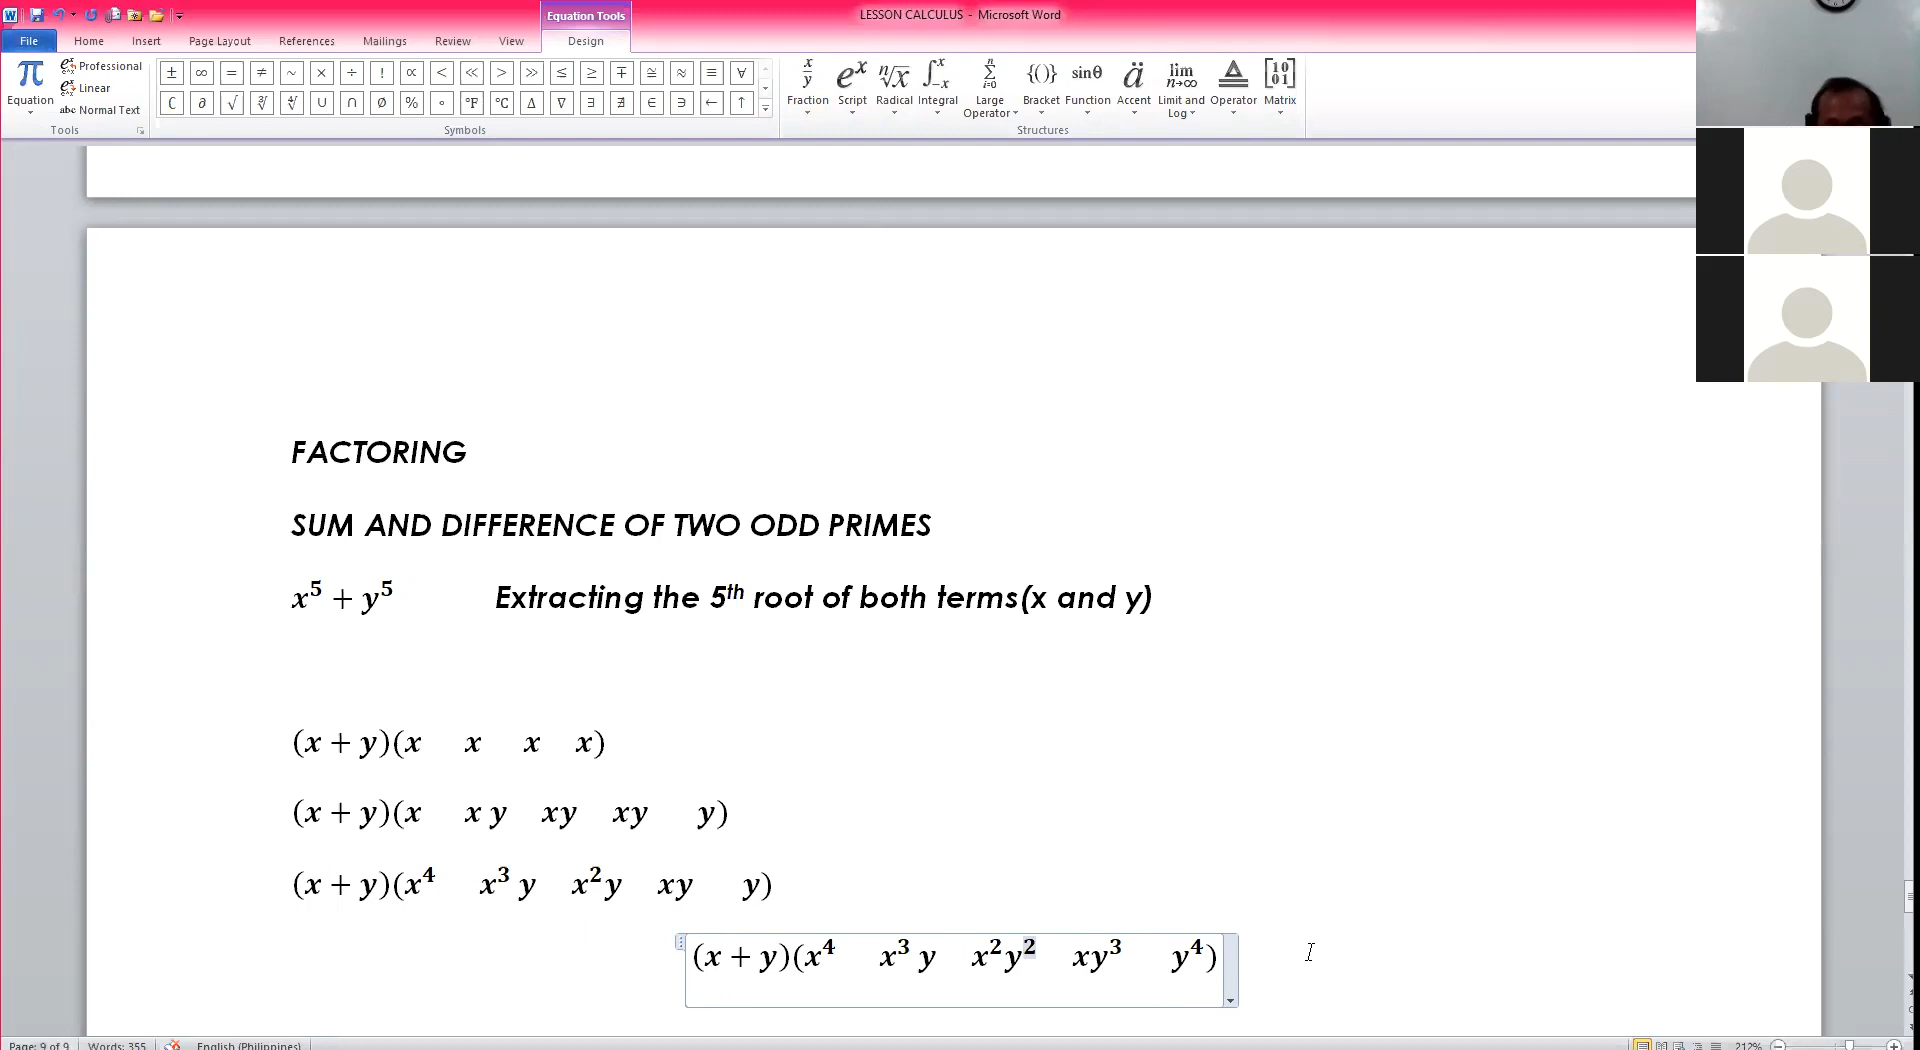 LESSON CALCULUS - Microsoft Word
Equation Tools
File Home Insert Page Layout References Mailings Review View Design
π Equation
Professional
Linear
abc Normal Text
Tools
± ∞ = ≠ ~ × ÷ ! ∝ < ≪ > ≫ ≤ ≥ ∓ ≅ ≈ ≡ ∀
∁ ∂ √ ∛ ∜ ∪ ∩ ∅ % ° °F °C ∆ ∇ ∃ ∄ ∈ ∋ ← ↑
Symbols
Fraction Script Radical Integral Large Operator Bracket Function Accent Limit and Log Operator Matrix
Structures
FACTORING
SUM AND DIFFERENCE OF TWO ODD PRIMES
x⁵ + y⁵ Extracting the 5th root of both terms(x and y)
(x + y)(x x x x)
(x + y)(x x y xy xy y)
(x + y)(x⁴ x³ y x²y xy y)
(x + y)(x⁴ x³ y x²y² xy³ y⁴)
Page: 9 of 9 Words: 355 English (Philippines) 212%